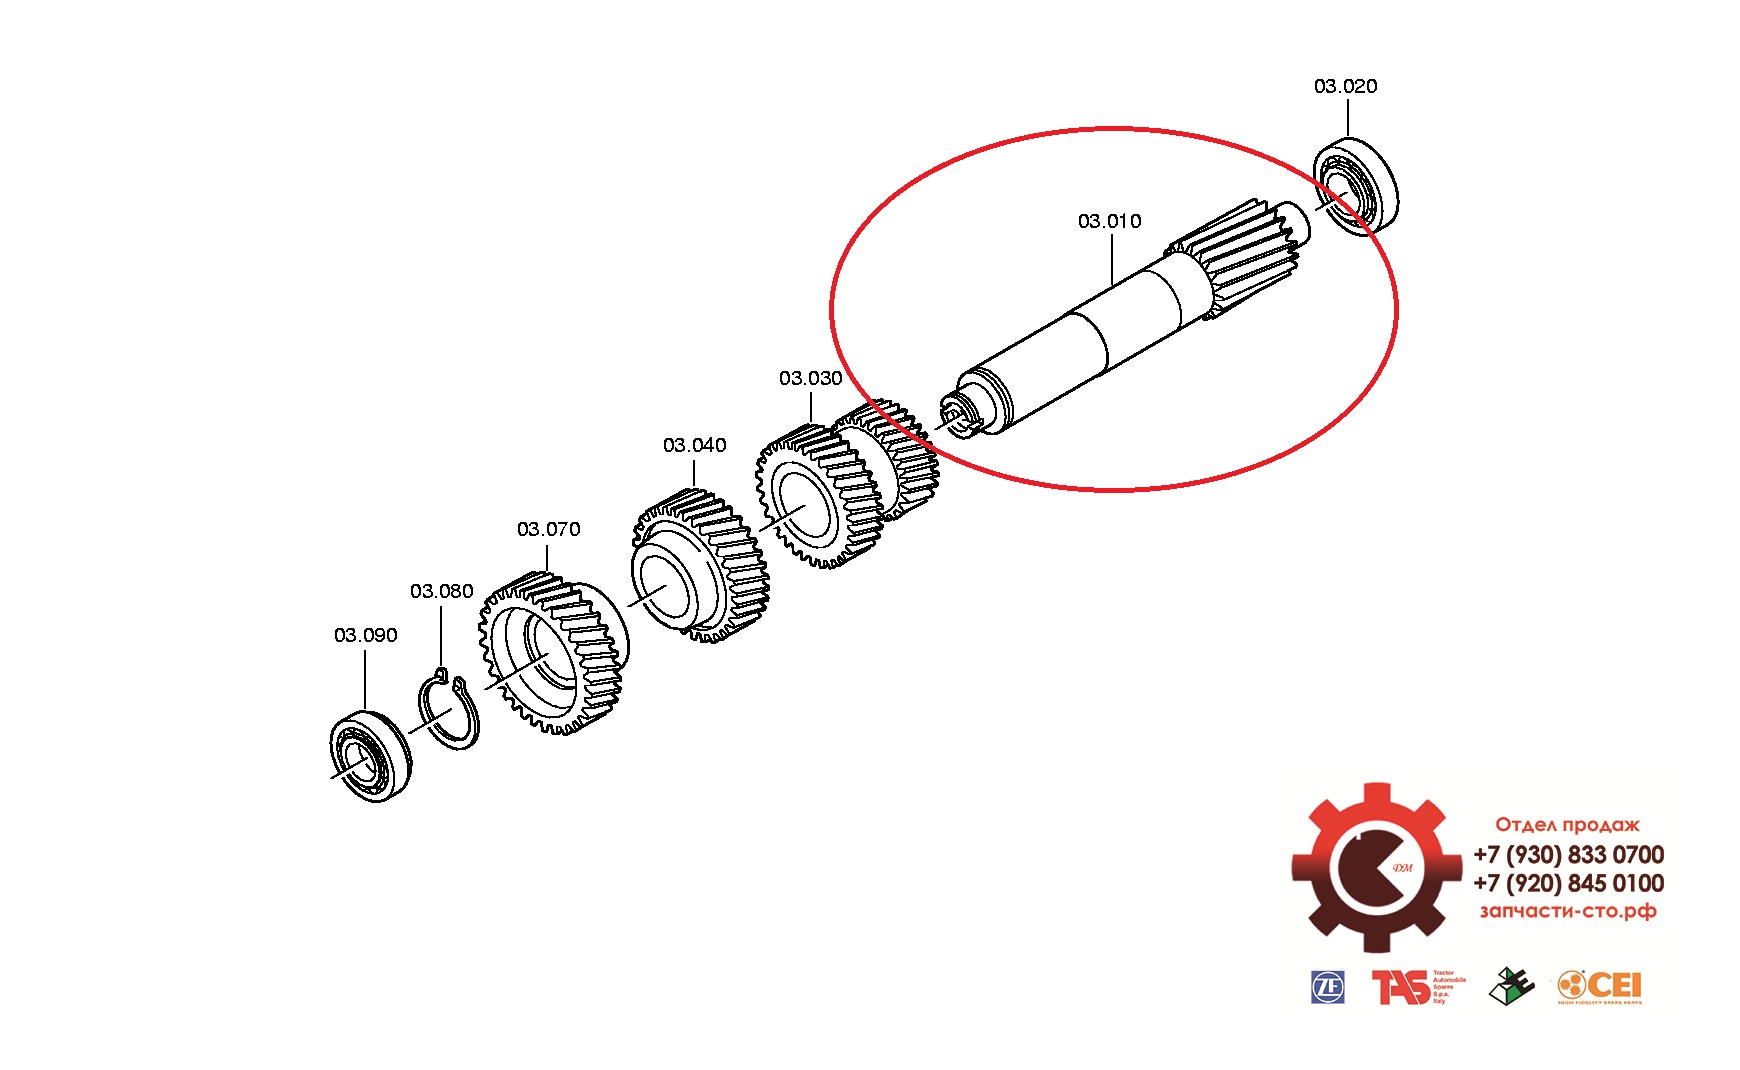 03.020
03.010
03.030
03.040
03.070
03.080
03.090
Отдел продаж
+7 (930) 833 0700
+7 (920) 845 0100
запчасти-сто.рф
DM
ZF
TAS
Tractor
Automobile
Spares
S.p.a.
Italy
CEI
HIGH FIDELITY SPARE PARTS